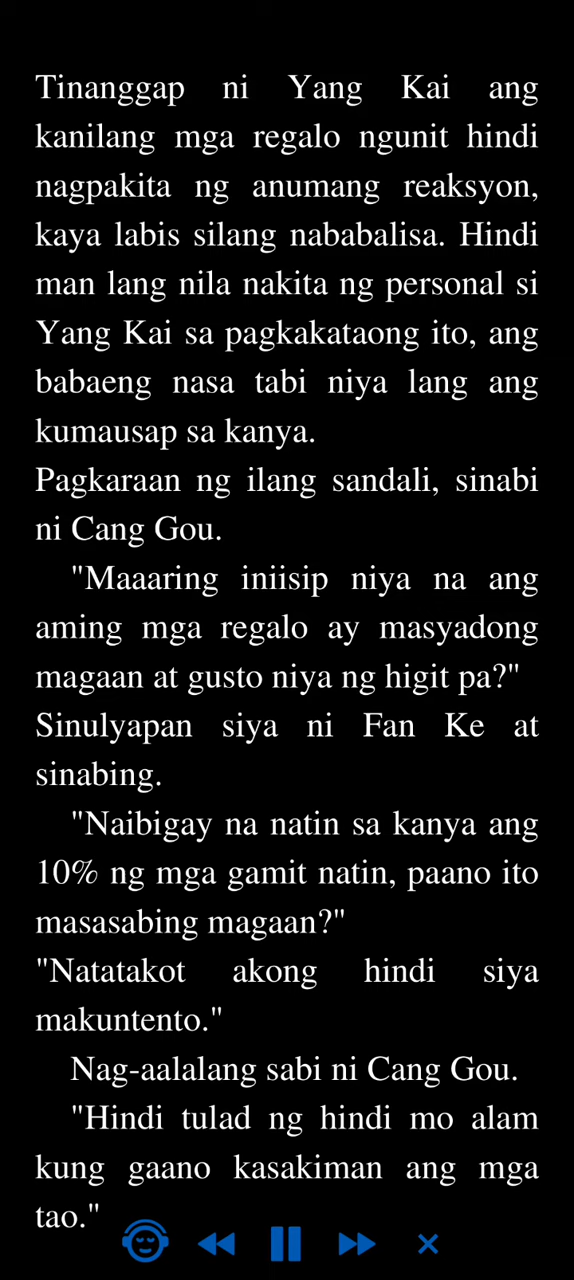 Tinanggap ni Yang Kai ang
kanilang mga regalo ngunit hindi
nagpakita ng anumang reaksyon,
kaya labis silang nababalisa. Hindi
man lang nila nakita ng personal si
Yang Kai sa pagkakataong ito, ang
babaeng nasa tabi niya lang ang
kumausap sa kanya.
Pagkaraan ng ilang sandali, sinabi
ni Cang Gou.
"Maaaring iniisip niya na ang
aming mga regalo ay masyadong
magaan at gusto niya ng higit pa?"
Sinulyapan siya ni Fan Ke at
sinabing.
"Naibigay na natin sa kanya ang
10% ng mga gamit natin, paano ito
masasabing magaan?"
"Natatakot akong hindi siya
makuntento."
Nag-aalalang sabi ni Cang Gou.
"Hindi tulad ng hindi mo alam
kung gaano kasakiman ang mga
tao."